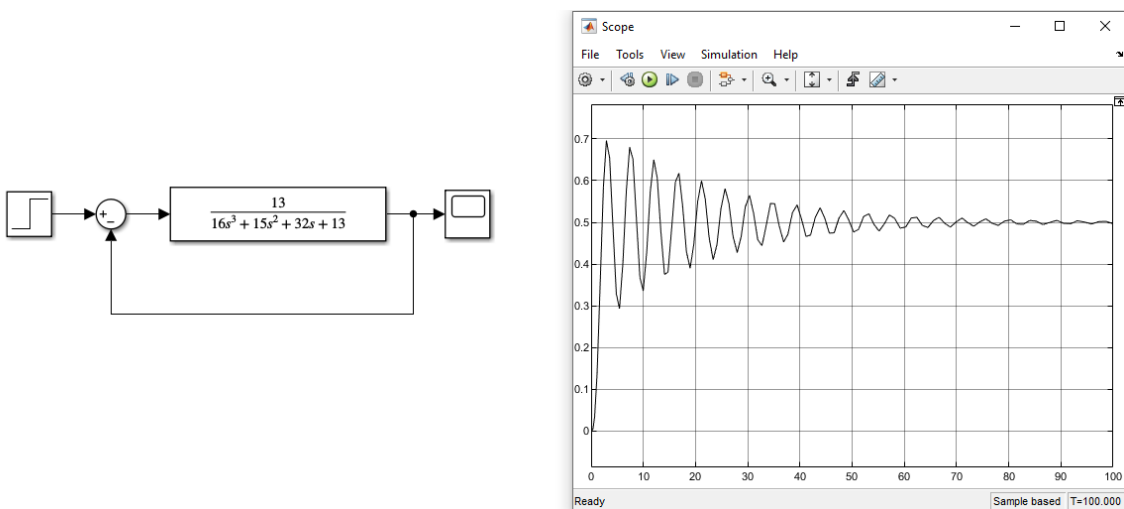 Scope
File Tools View Simulation Help
+
−
13
16s³ + 15s² + 32s + 13
0.7
0.6
0.5
0.4
0.3
0.2
0.1
0
0 10 20 30 40 50 60 70 80 90 100
Ready Sample based T=100.000